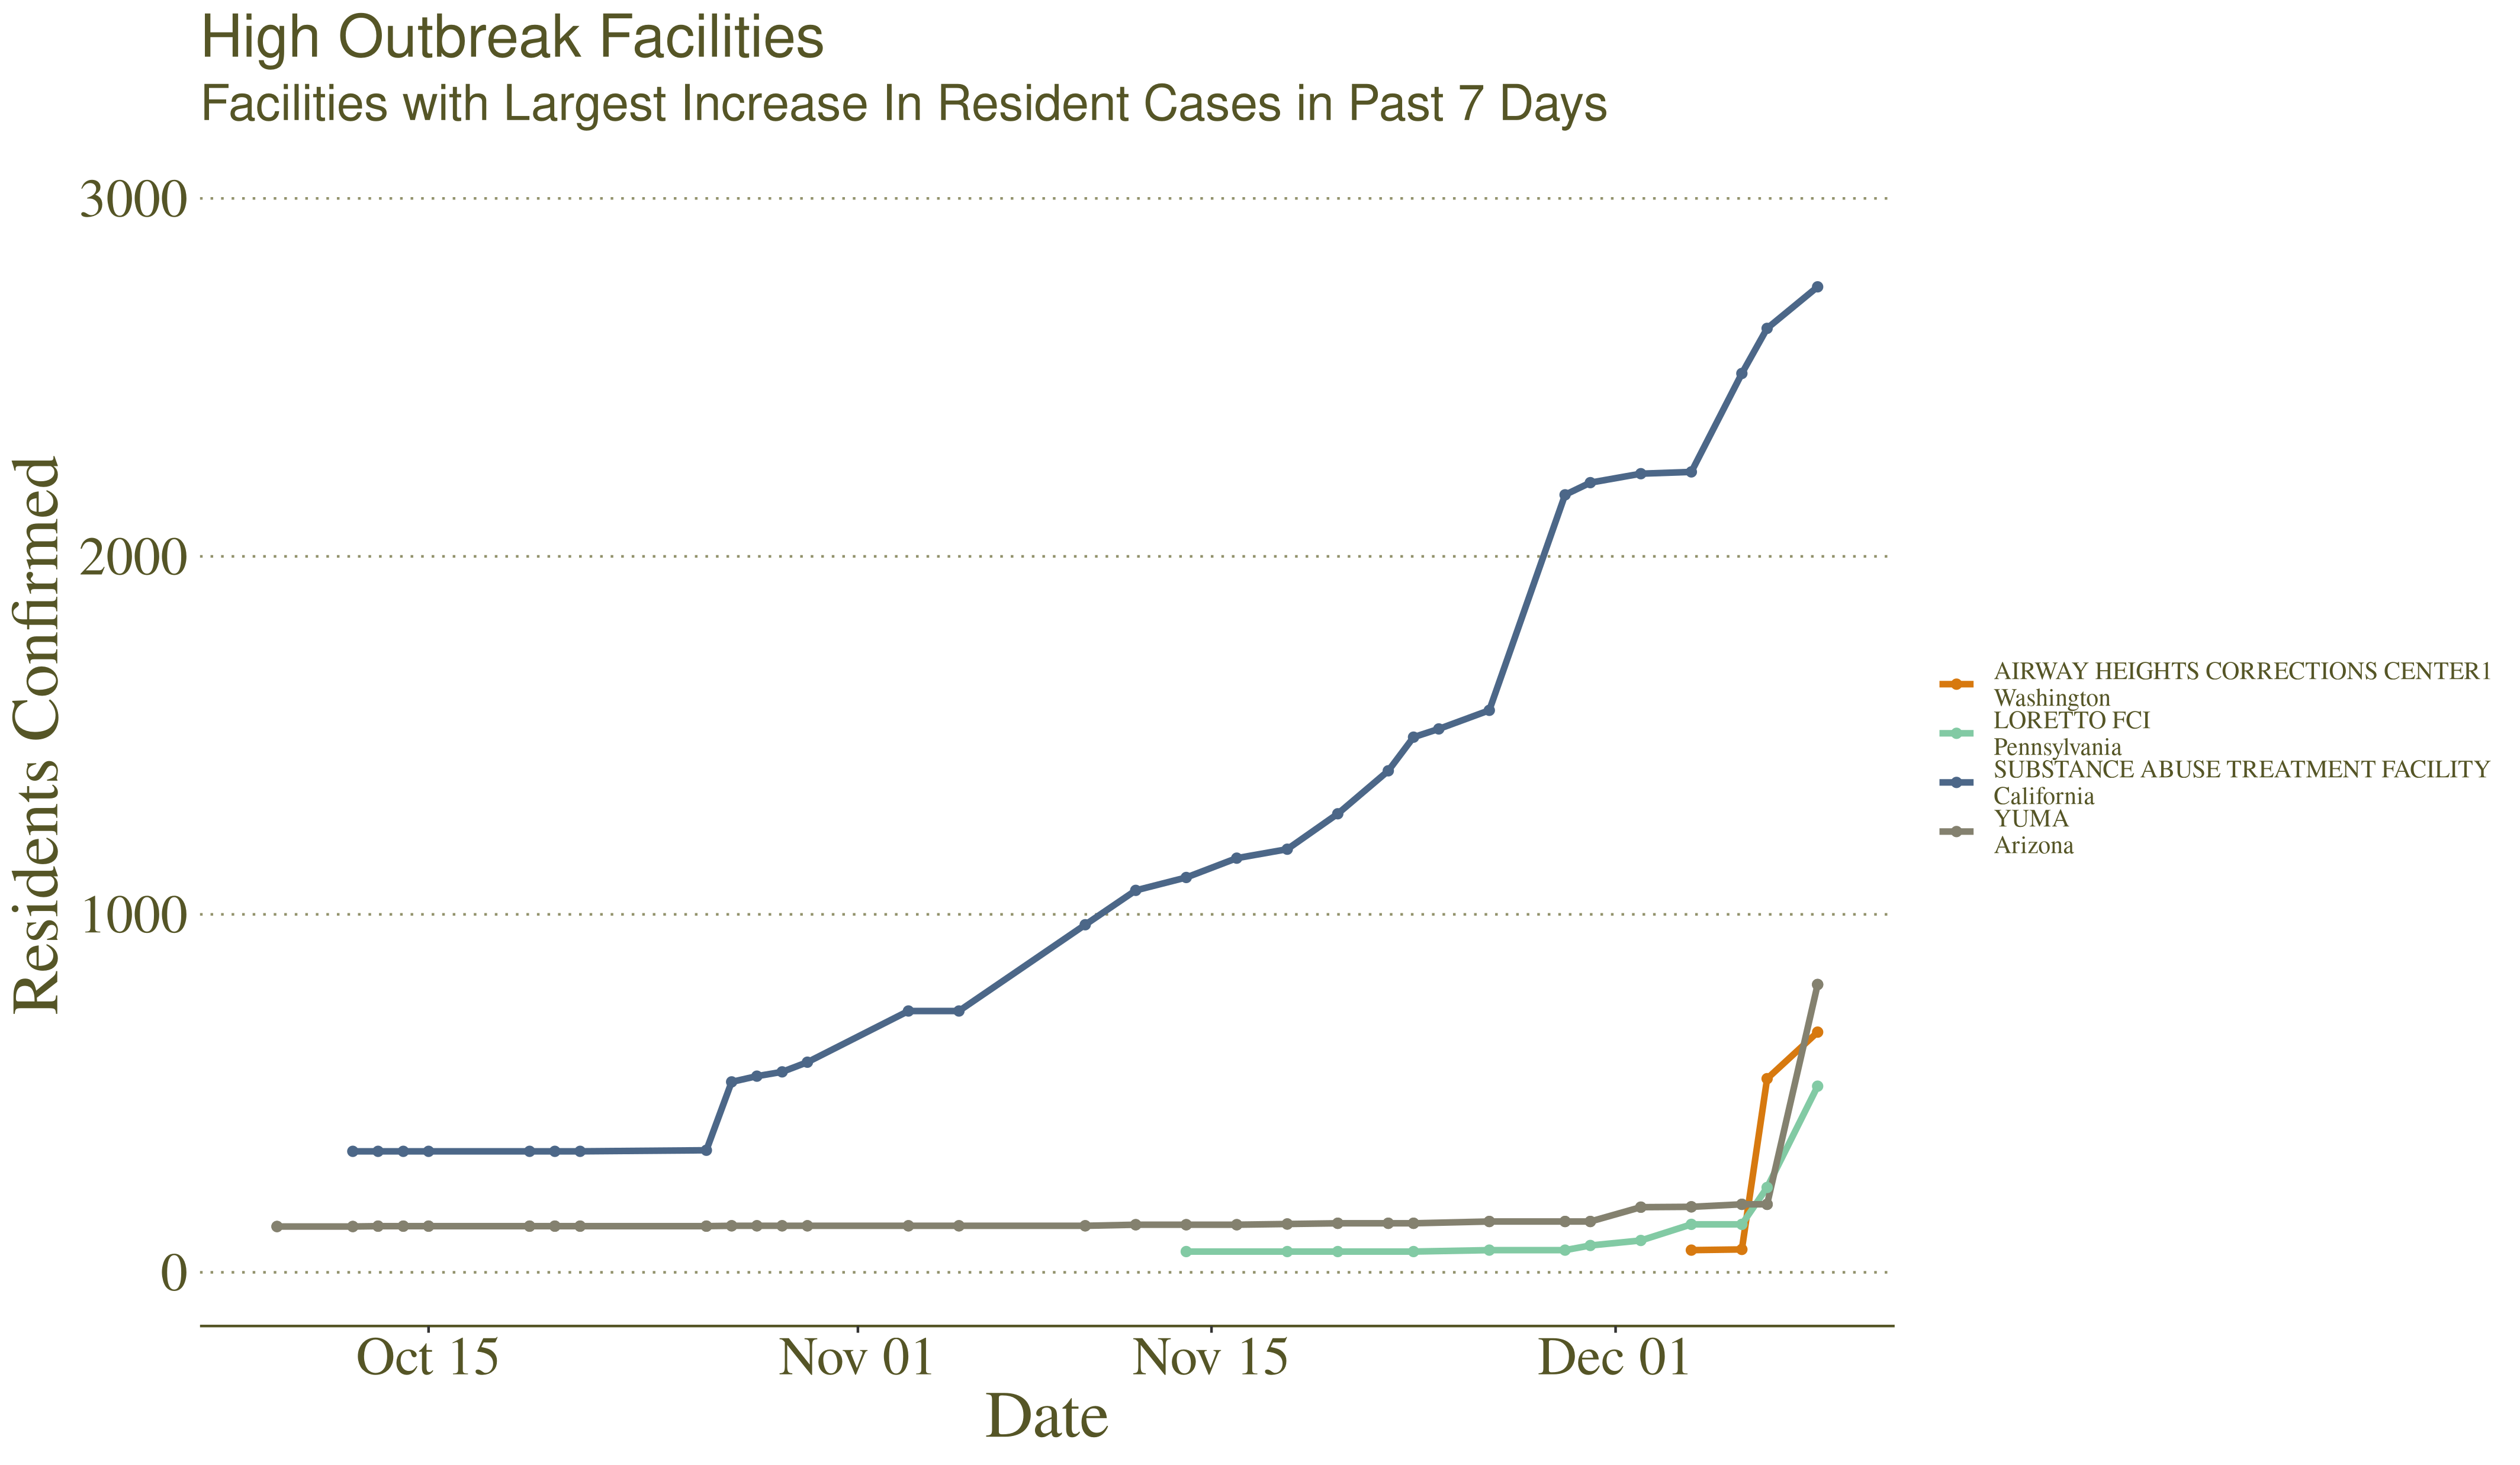 High Outbreak Facilities
Facilities with Largest Increase In Resident Cases in Past 7 Days
Residents Confirmed
3000
2000
1000
0
Oct 15
Nov 01
Nov 15
Dec 01
Date
AIRWAY HEIGHTS CORRECTIONS CENTER1
Washington
LORETTO FCI
Pennsylvania
SUBSTANCE ABUSE TREATMENT FACILITY
California
YUMA
Arizona